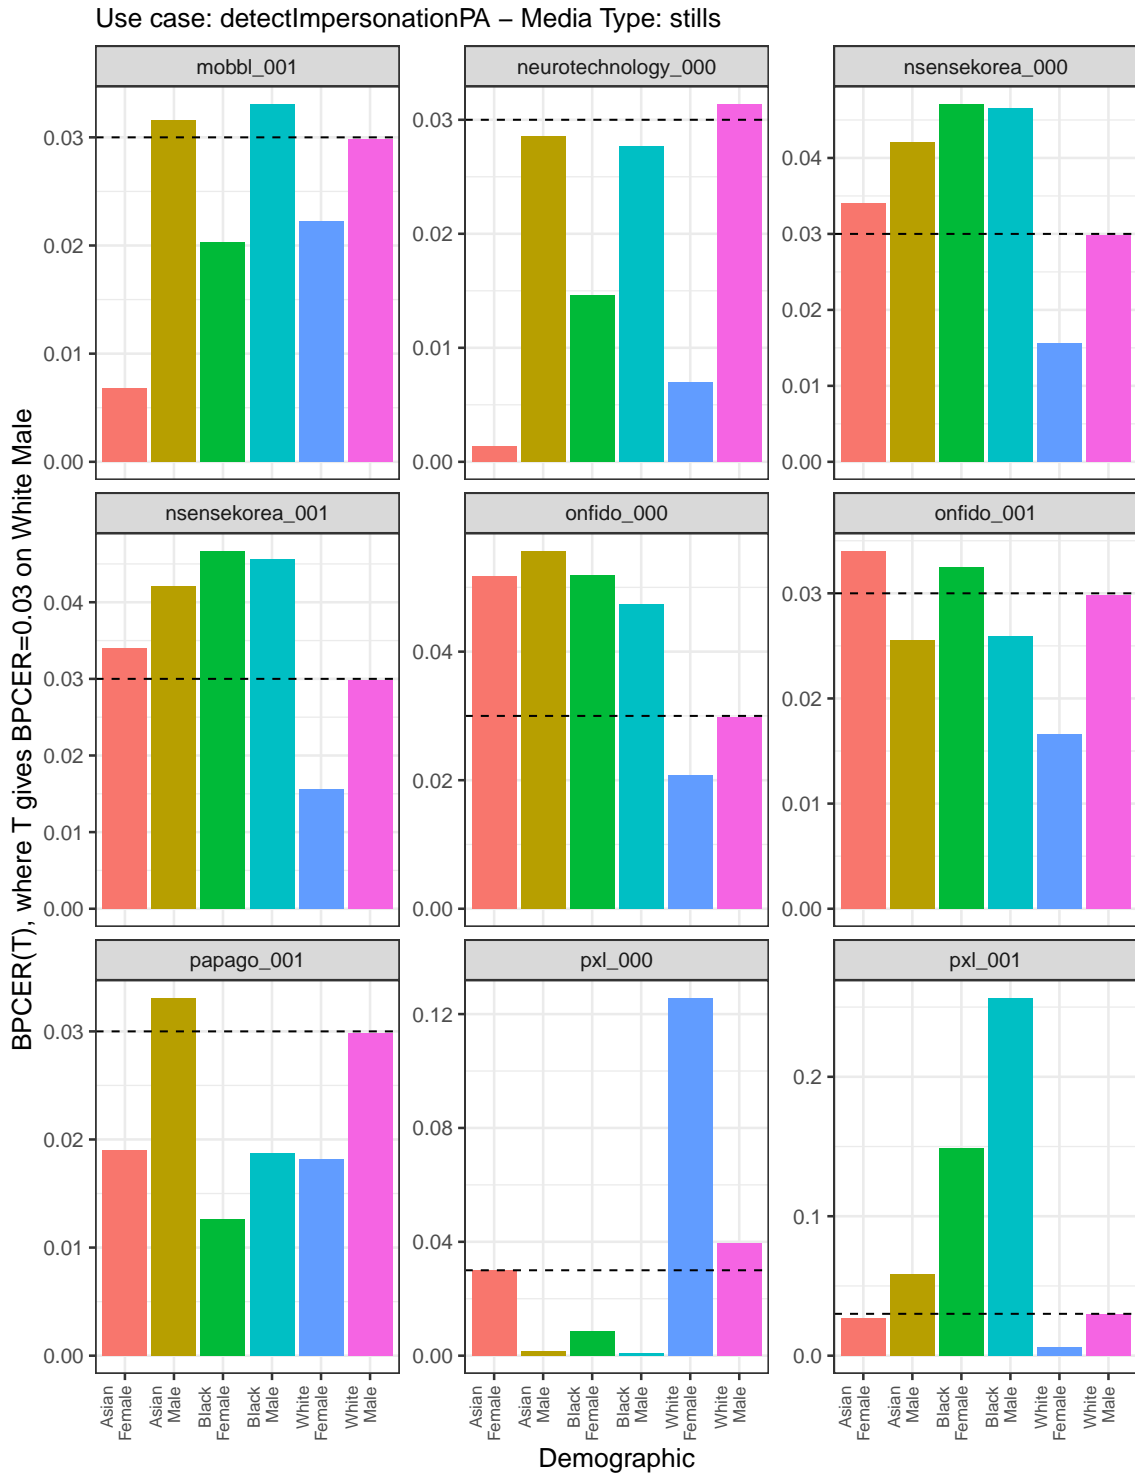 Use case: detectImpersonationPA − Media Type: stills
mobbl_001
neurotechnology_000
nsensekorea_000
0.03
0.02
0.01
0.00
0.03
0.02
0.01
0.00
0.04
0.03
0.02
0.01
0.00
nsensekorea_001
onfido_000
onfido_001
0.04
0.03
0.02
0.01
0.00
0.04
0.02
0.00
0.03
0.02
0.01
0.00
papago_001
pxl_000
pxl_001
0.03
0.02
0.01
0.00
0.12
0.08
0.04
0.00
0.2
0.1
0.0
BPCER(T), where T gives BPCER=0.03 on White Male
Asian
Female
Asian
Male
Black
Female
Black
Male
White
Female
White
Male
Asian
Female
Asian
Male
Black
Female
Black
Male
White
Female
White
Male
Asian
Female
Asian
Male
Black
Female
Black
Male
White
Female
White
Male
Demographic